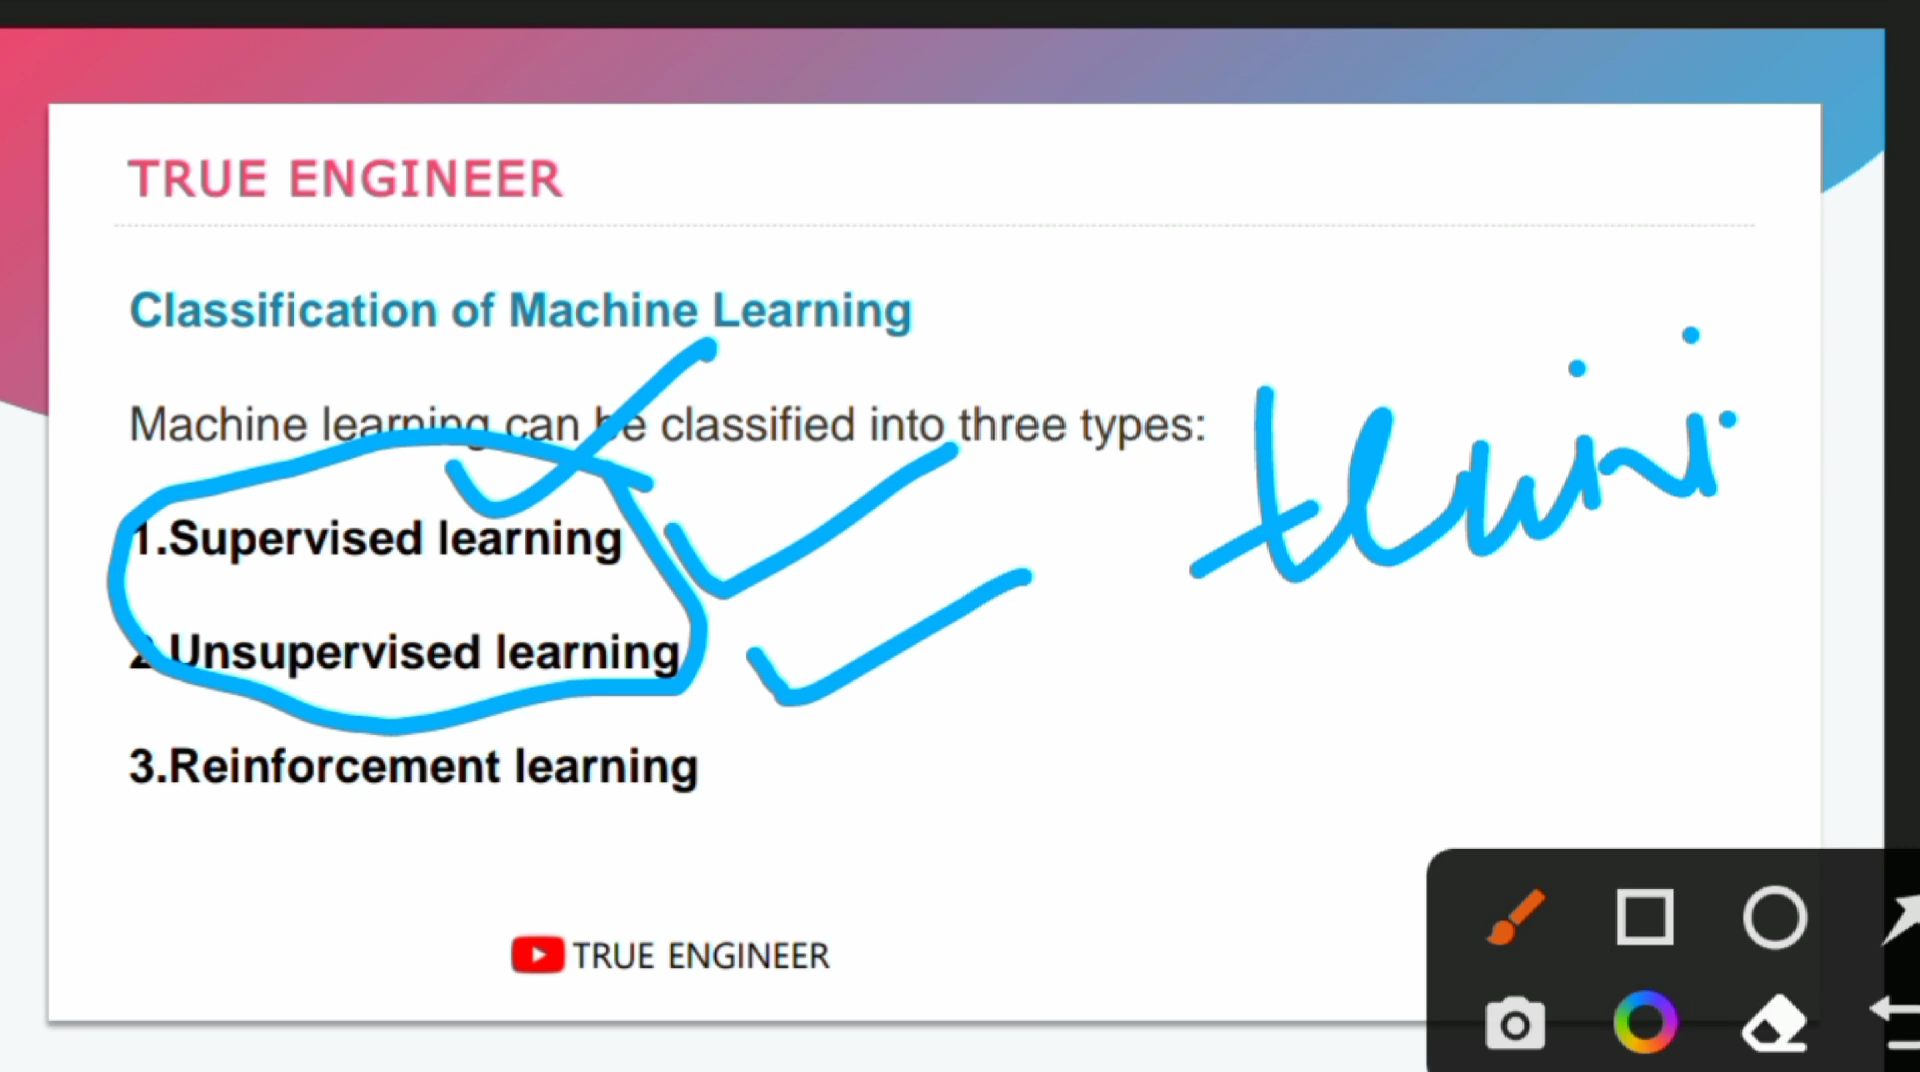 TRUE ENGINEER
Classification of Machine Learning
Machine learning can be classified into three types:
1.Supervised learning
2.Unsupervised learning
3.Reinforcement learning
TRUE ENGINEER